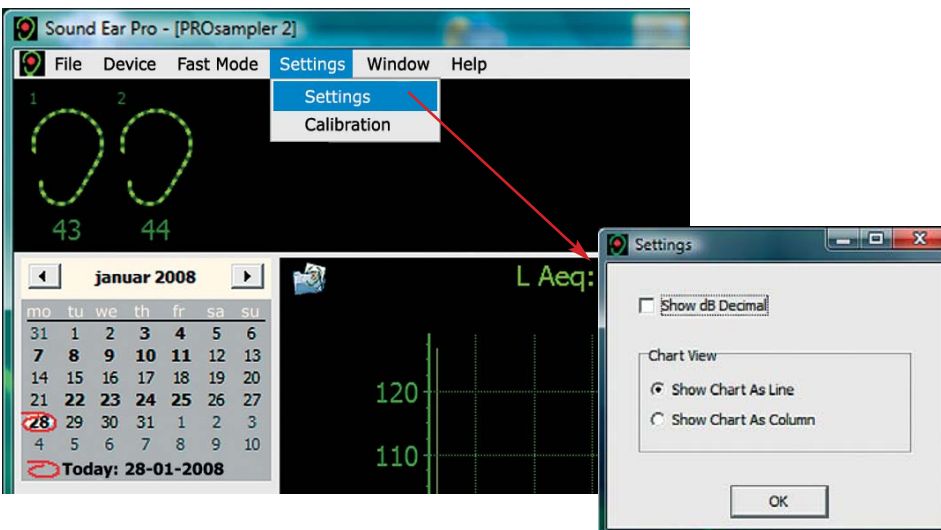 Sound Ear Pro - [PROsampler 2]
File Device Fast Mode Settings Window Help
Settings
Calibration
1 2
43 44
januar 2008
mo tu we th fr sa su
31 1 2 3 4 5 6
7 8 9 10 11 12 13
14 15 16 17 18 19 20
21 22 23 24 25 26 27
28 29 30 31 1 2 3
4 5 6 7 8 9 10
Today: 28-01-2008
L Aeq:
120
110
Settings
Show dB Decimal
Chart View
Show Chart As Line
Show Chart As Column
OK